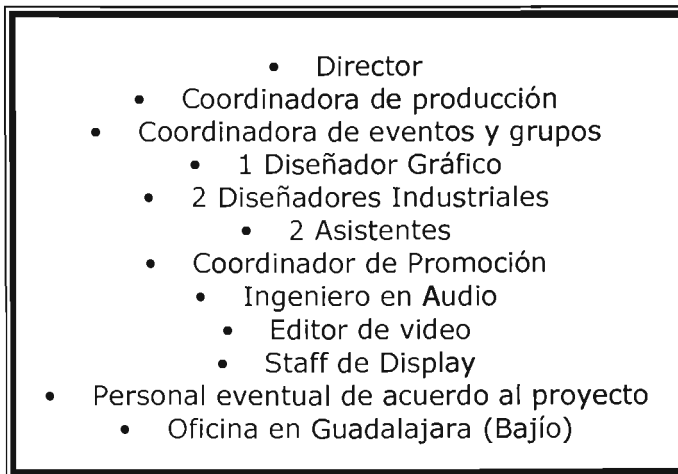 • Director
• Coordinadora de producción
• Coordinadora de eventos y grupos
• 1 Diseñador Gráfico
• 2 Diseñadores Industriales
• 2 Asistentes
• Coordinador de Promoción
• Ingeniero en Audio
• Editor de video
• Staff de Display
• Personal eventual de acuerdo al proyecto
• Oficina en Guadalajara (Bajío)